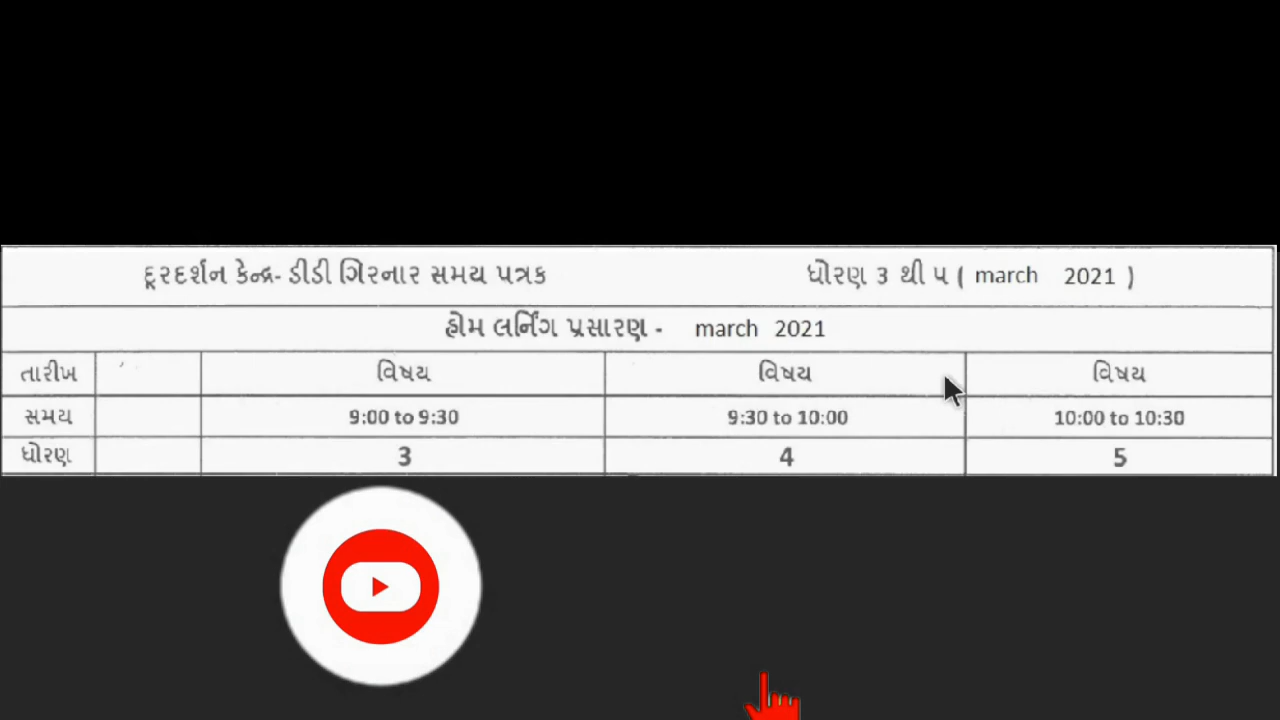 દૂરદર્શન કેન્દ્ર- ડીડી ગિરનાર સમય પત્રક ધોરણ 3 થી ૫ ( march 2021 )
હોમ લર્નિંગ પ્રસારણ - march 2021
તારીખ વિષય વિષય વિષય
સમય 9:00 to 9:30 9:30 to 10:00 10:00 to 10:30
ધોરણ 3 4 5